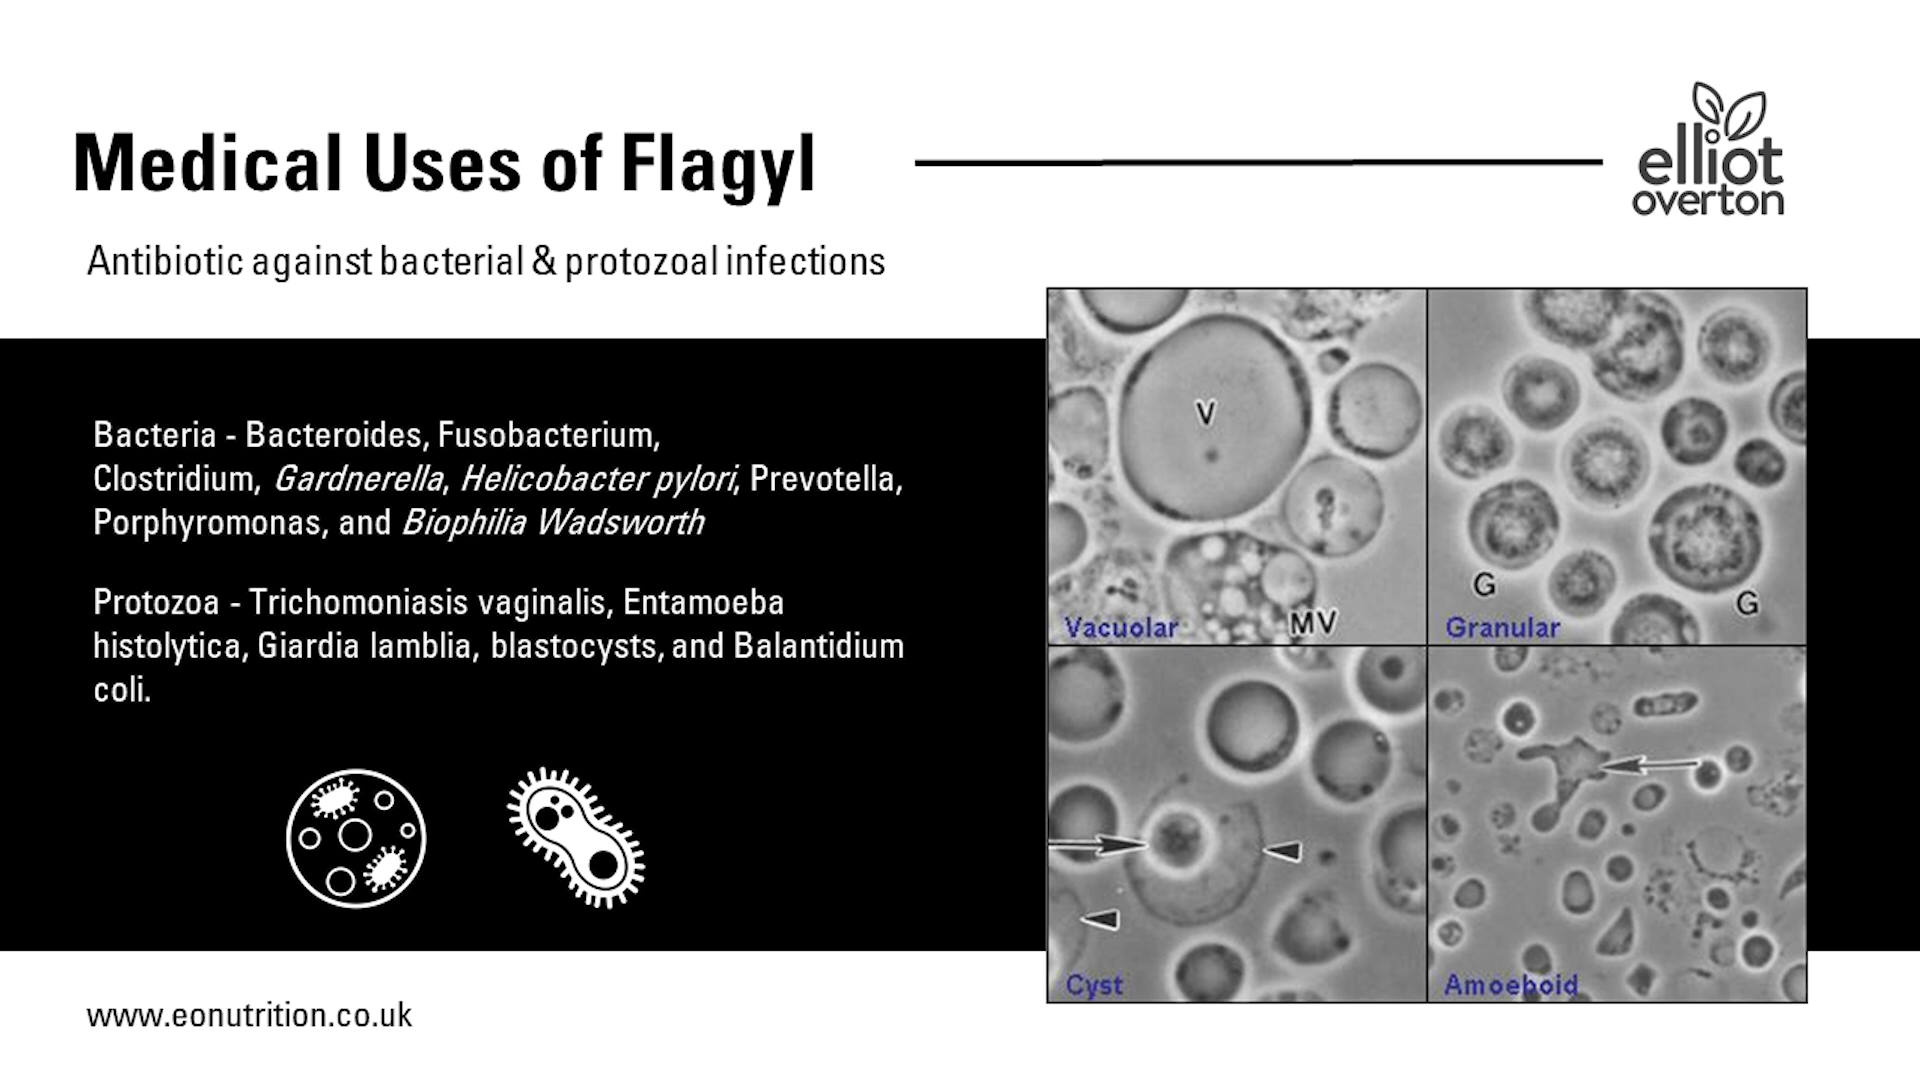 Medical Uses of Flagyl
elliot
overton
Antibiotic against bacterial & protozoal infections
Bacteria - Bacteroides, Fusobacterium,
Clostridium, Gardnerella, Helicobacter pylori, Prevotella,
Porphyromonas, and Biophilia Wadsworth
Protozoa - Trichomoniasis vaginalis, Entamoeba
histolytica, Giardia lamblia, blastocysts, and Balantidium
coli.
V
MV
Vacuolar
G
G
Granular
Cyst
Amoeboid
www.eonutrition.co.uk